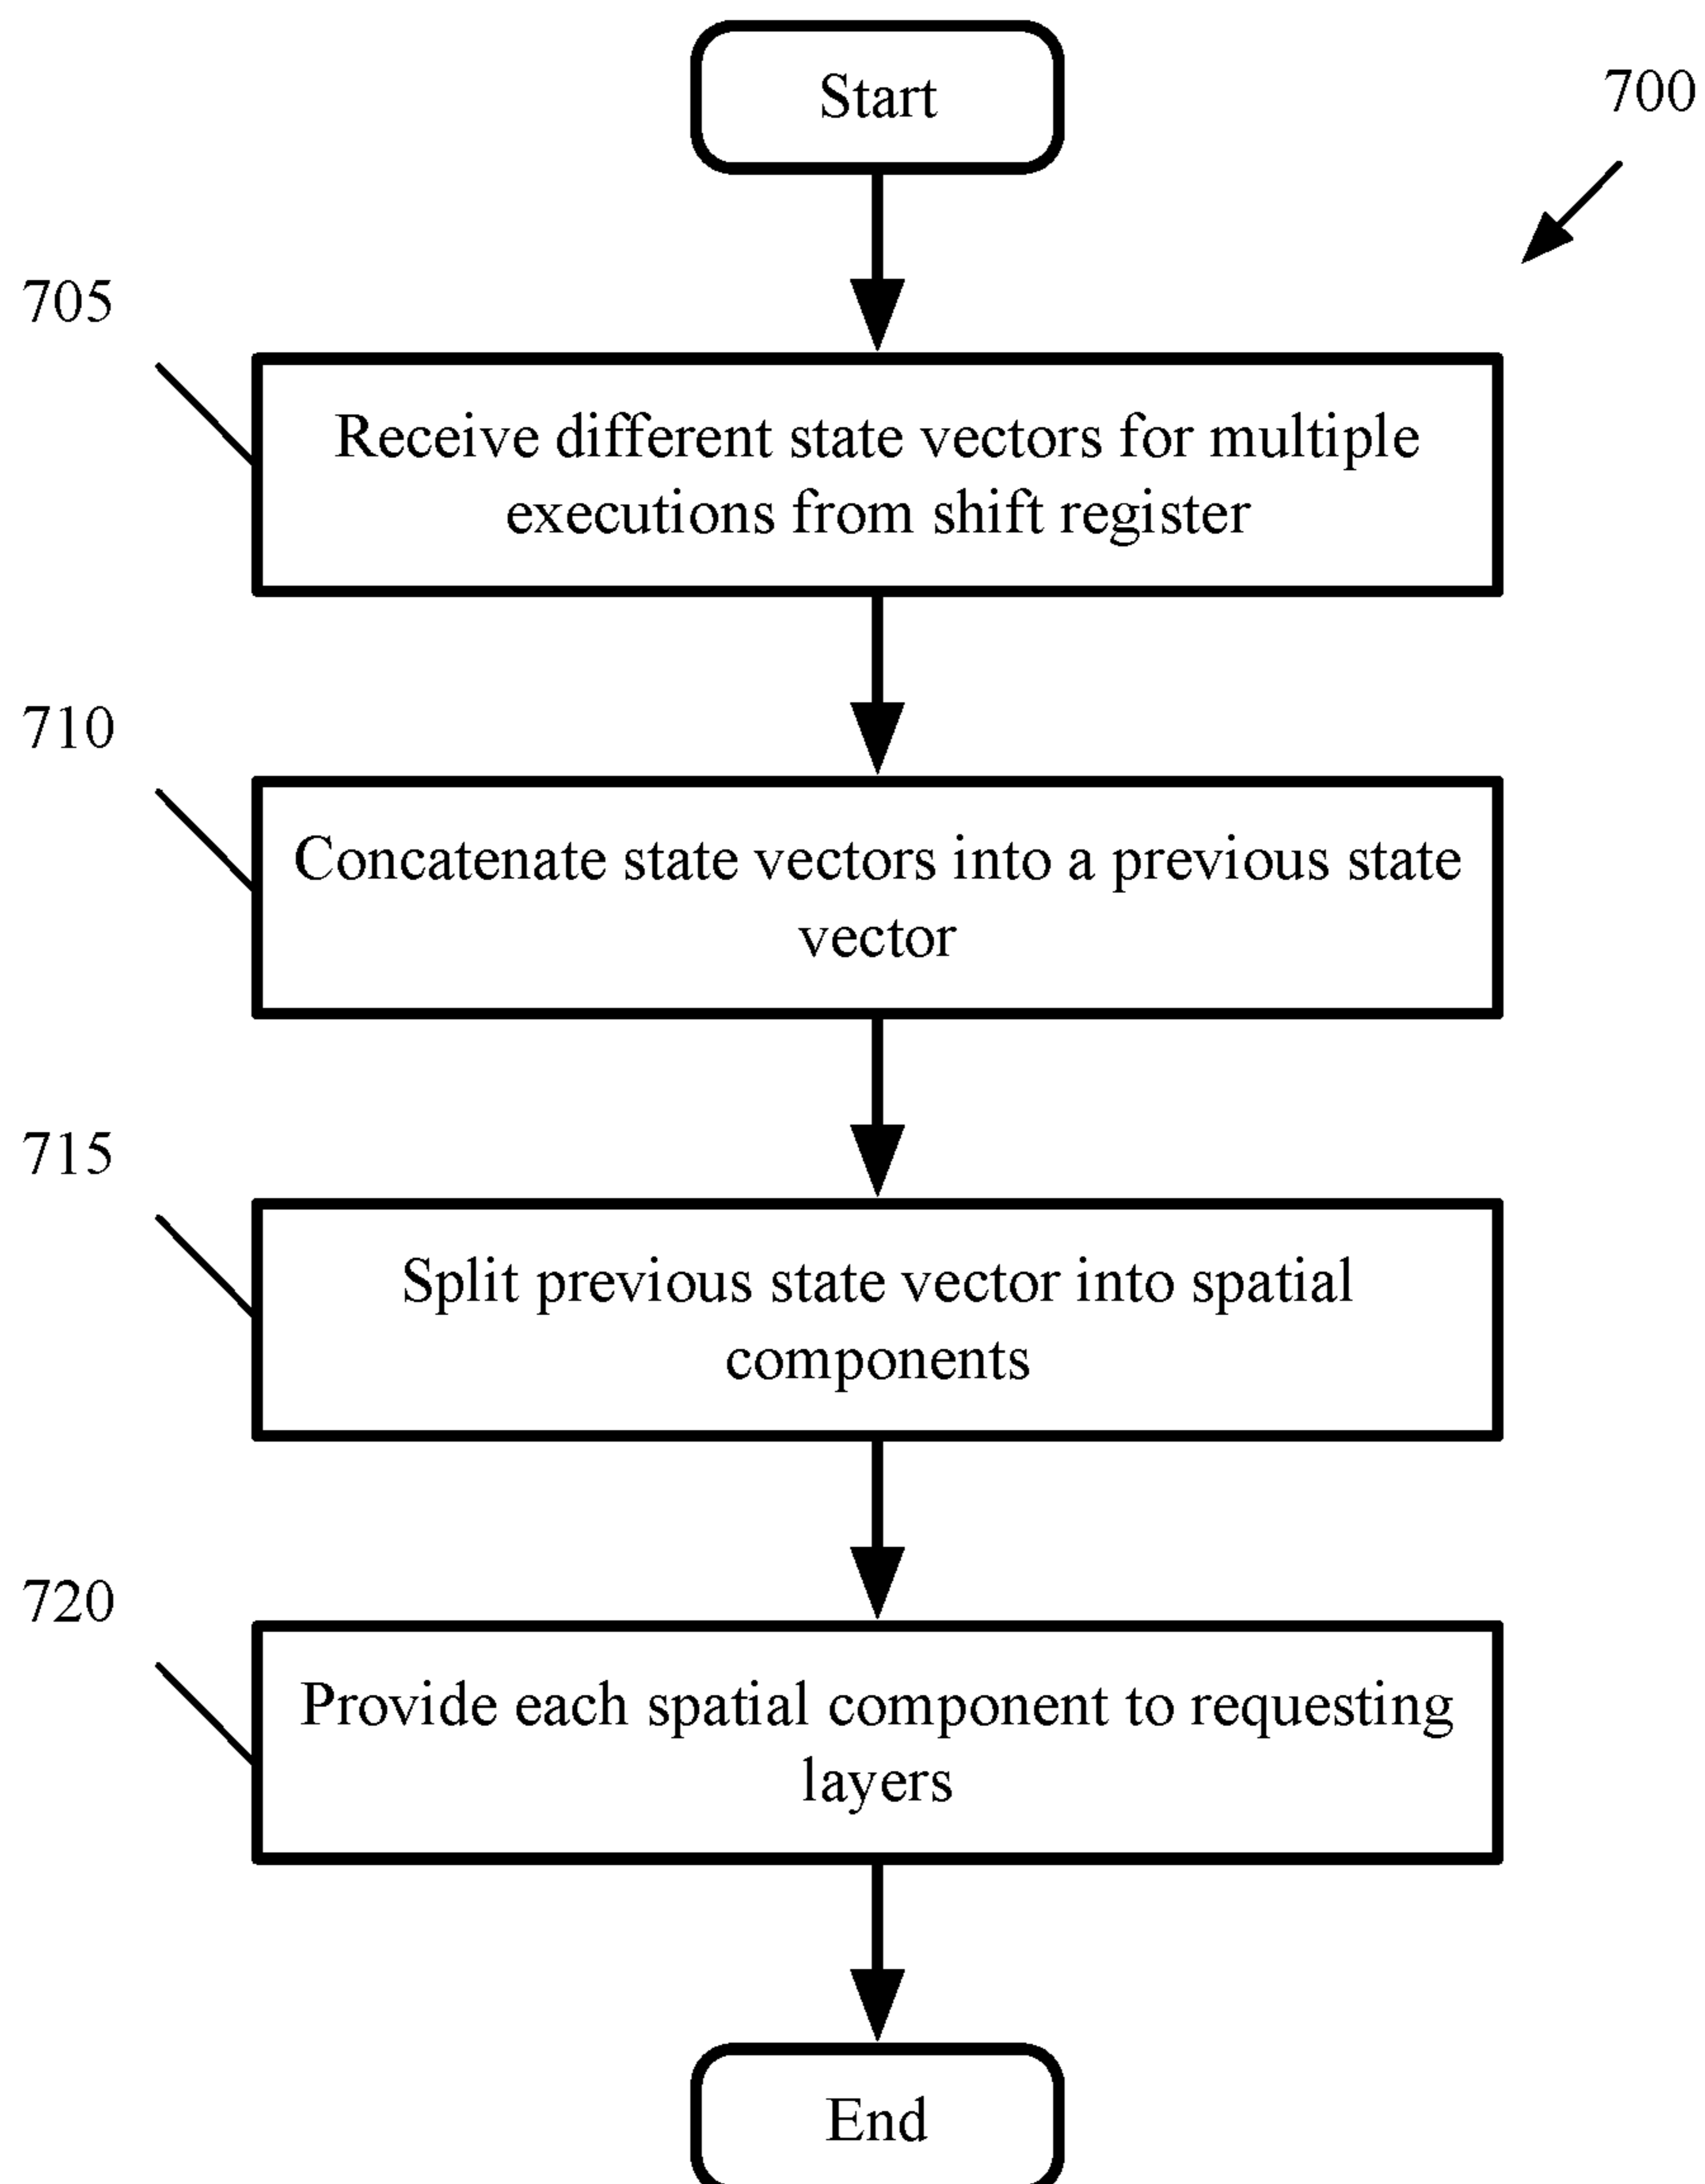 Start
700
705
Receive different state vectors for multiple
executions from shift register
710
Concatenate state vectors into a previous state
vector
715
Split previous state vector into spatial
components
720
Provide each spatial component to requesting
layers
End